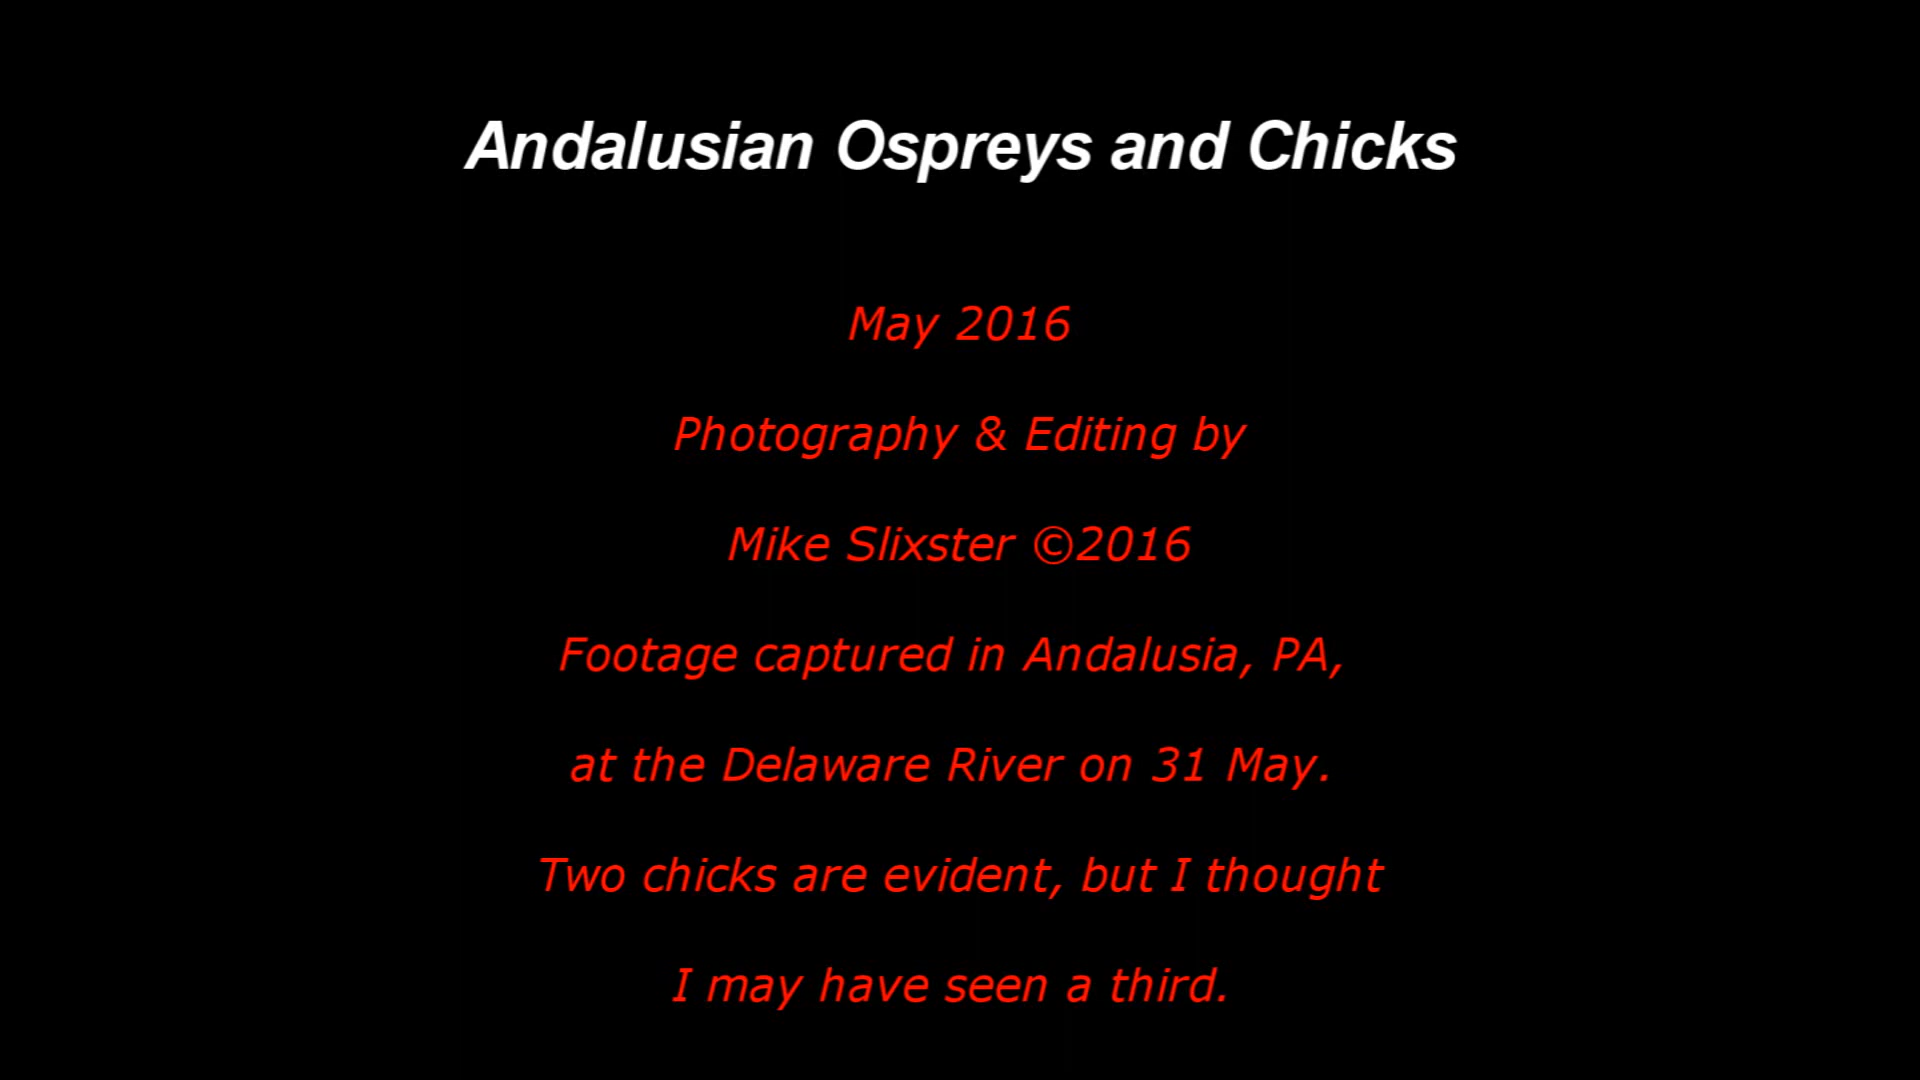 Andalusian Ospreys and Chicks
May 2016
Photography & Editing by
Mike Slixster ©2016
Footage captured in Andalusia, PA,
at the Delaware River on 31 May.
Two chicks are evident, but I thought
I may have seen a third.